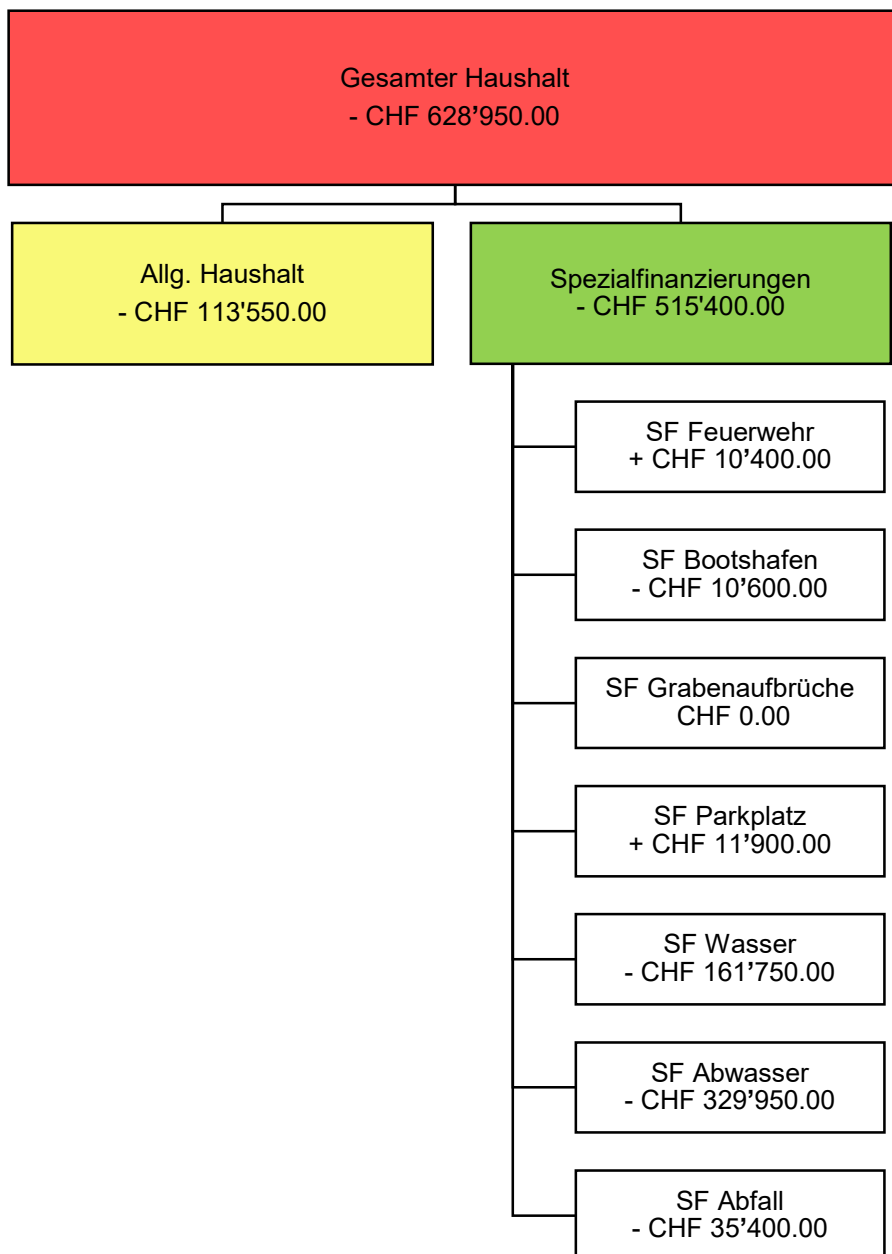 Gesamter Haushalt
- CHF 628’950.00
Allg. Haushalt
- CHF 113'550.00
Spezialfinanzierungen
- CHF 515'400.00
SF Feuerwehr
+ CHF 10’400.00
SF Bootshafen
- CHF 10’600.00
SF Grabenaufbrüche
CHF 0.00
SF Parkplatz
+ CHF 11’900.00
SF Wasser
- CHF 161’750.00
SF Abwasser
- CHF 329’950.00
SF Abfall
- CHF 35’400.00